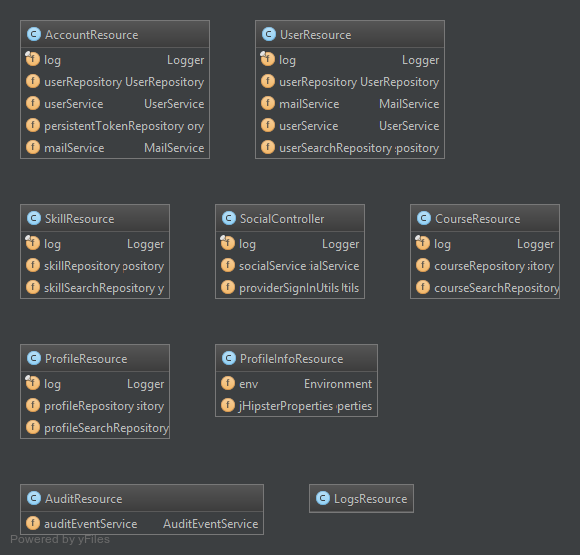 AccountResource
log Logger
userRepository UserRepository
userService UserService
persistentTokenRepository ory
mailService MailService
UserResource
log Logger
userRepository UserRepository
mailService MailService
userService UserService
userSearchRepository pository
SkillResource
log Logger
skillRepository pository
skillSearchRepository y
SocialController
log Logger
socialService ialService
providerSignInUtils Utils
CourseResource
log Logger
courseRepository itory
courseSearchRepository
ProfileResource
log Logger
profileRepository sitory
profileSearchRepository
ProfileInfoResource
env Environment
jHipsterProperties perties
AuditResource
auditEventService AuditEventService
LogsResource
Powered by yFiles